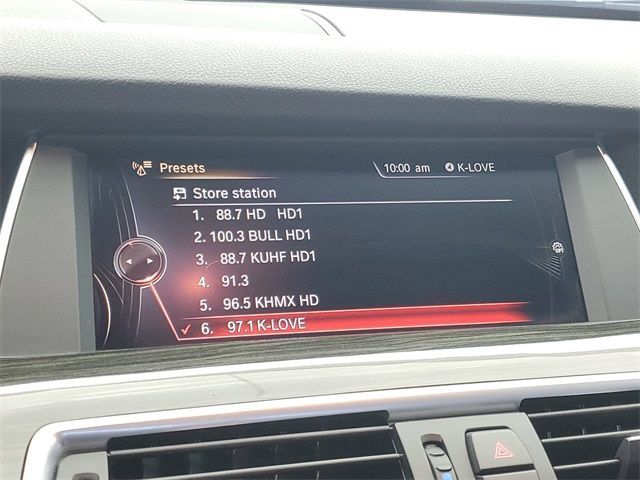 Presets
10:00 am K-LOVE
Store station
1. 88.7 HD HD1
2. 100.3 BULL HD1
3. 88.7 KUHF HD1
4. 91.3
5. 96.5 KHMX HD
6. 97.1 K-LOVE